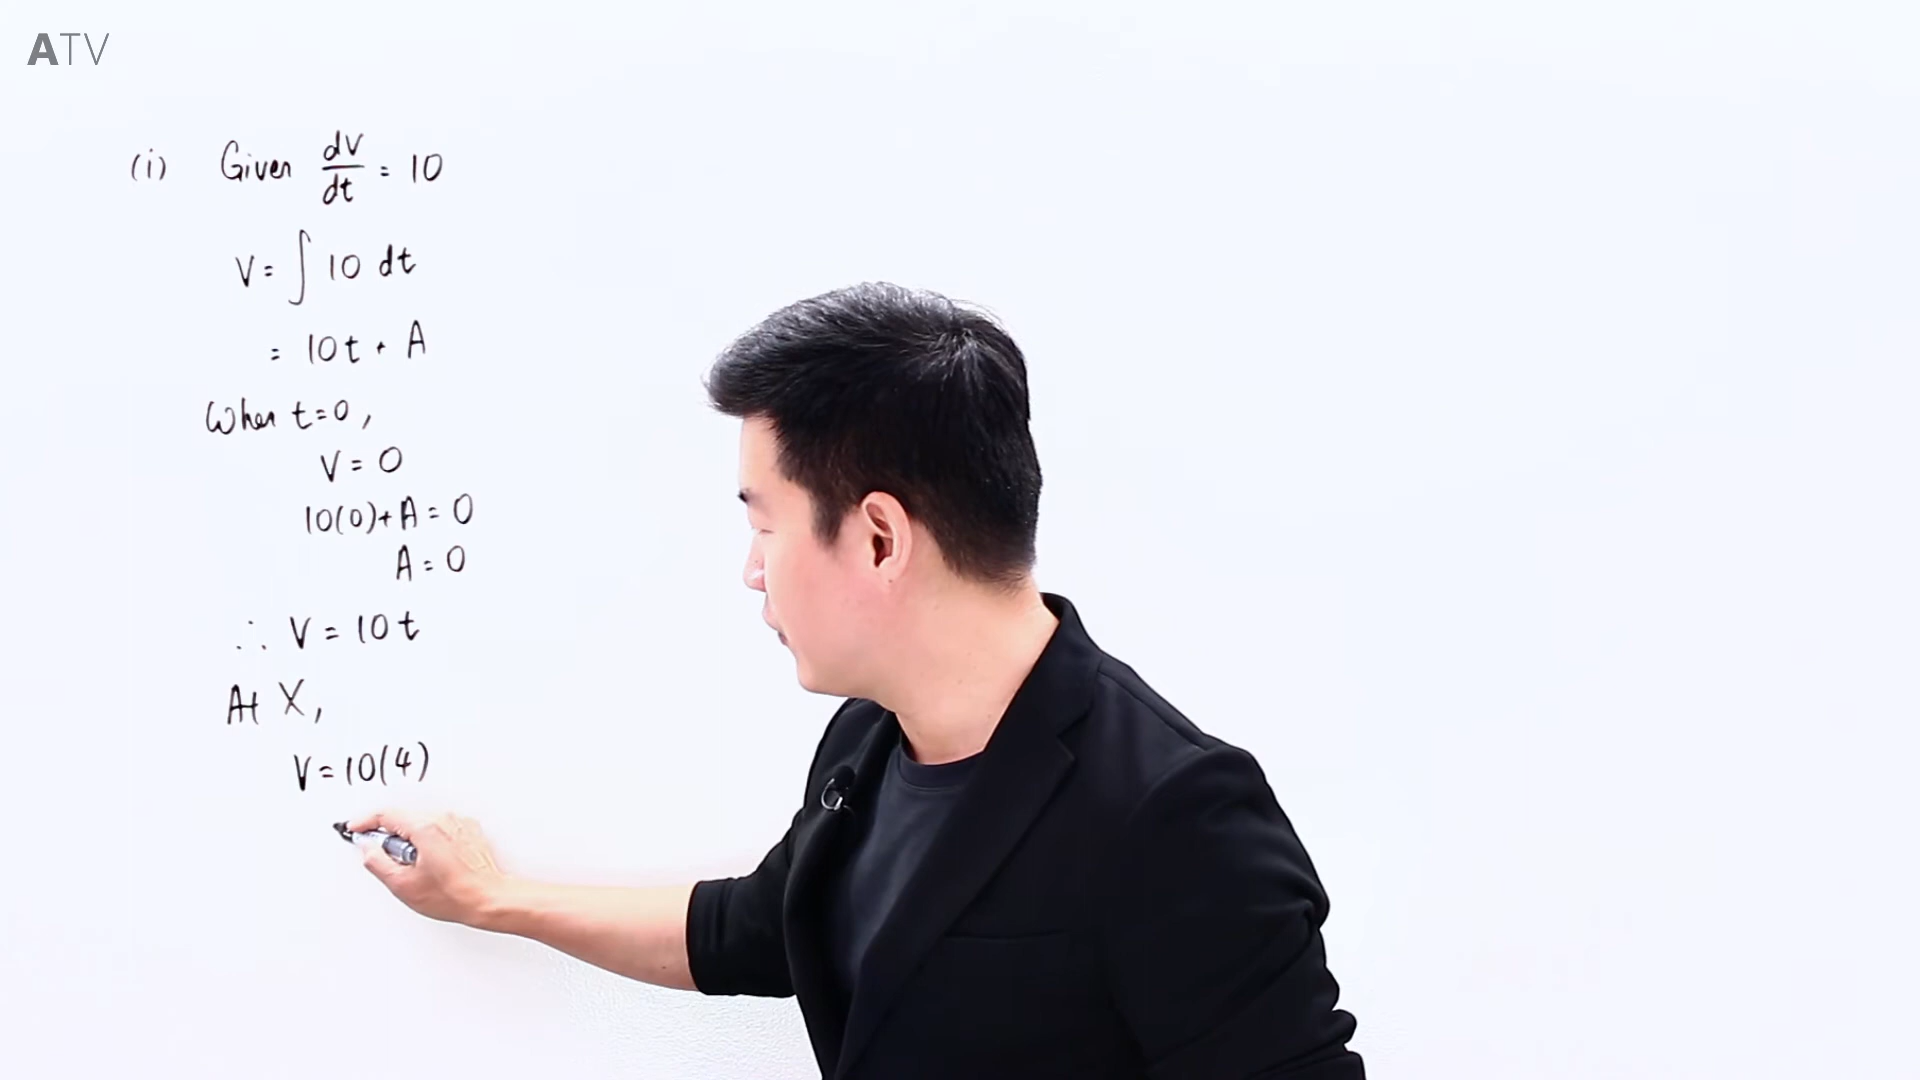 ATV
(i) Given dV/dt = 10
V = ∫ 10 dt
= 10t + A
When t=0,
V = 0
10(0)+A = 0
A = 0
∴ V = 10t
At X,
V = 10(4)